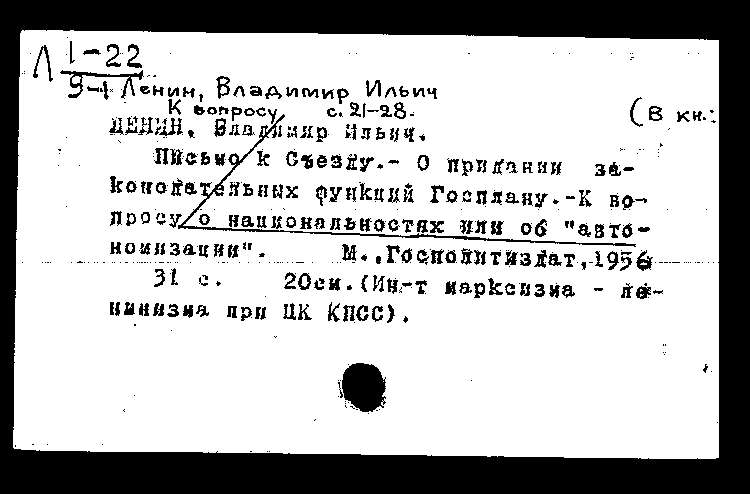 Л 1-22
9-1 Ленин, Владимир Ильич
К вопросу с. 21-28.
(В кн.:
ЛЕНИН, Владимир Ильич.
Письмо к Съезду.- О придании за-
конодательных функций Госплану.-К во-
просу о национальностях или об "авто-
номизации". М.,Госполитиздат,1956
31 с. 20см.(Ин-т марксизма - ле-
нинизма при ЦК КПСС).